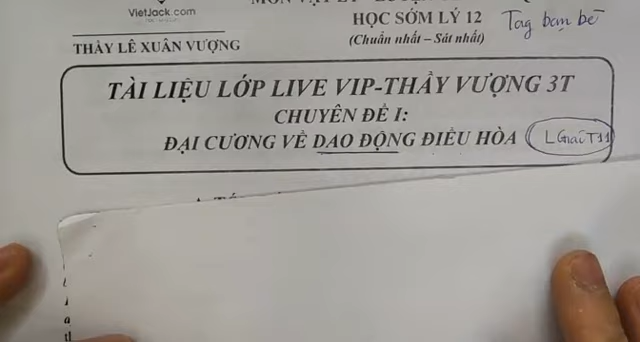 VietJack.com
THẦY LÊ XUÂN VƯỢNG
HỌC SỚM LÝ 12
(Chuẩn nhất – Sát nhất)
Tag bạn bè
TÀI LIỆU LỚP LIVE VIP-THẦY VƯỢNG 3T
CHUYÊN ĐỀ I:
ĐẠI CƯƠNG VỀ DAO ĐỘNG ĐIỀU HÒA
LGiaiT11